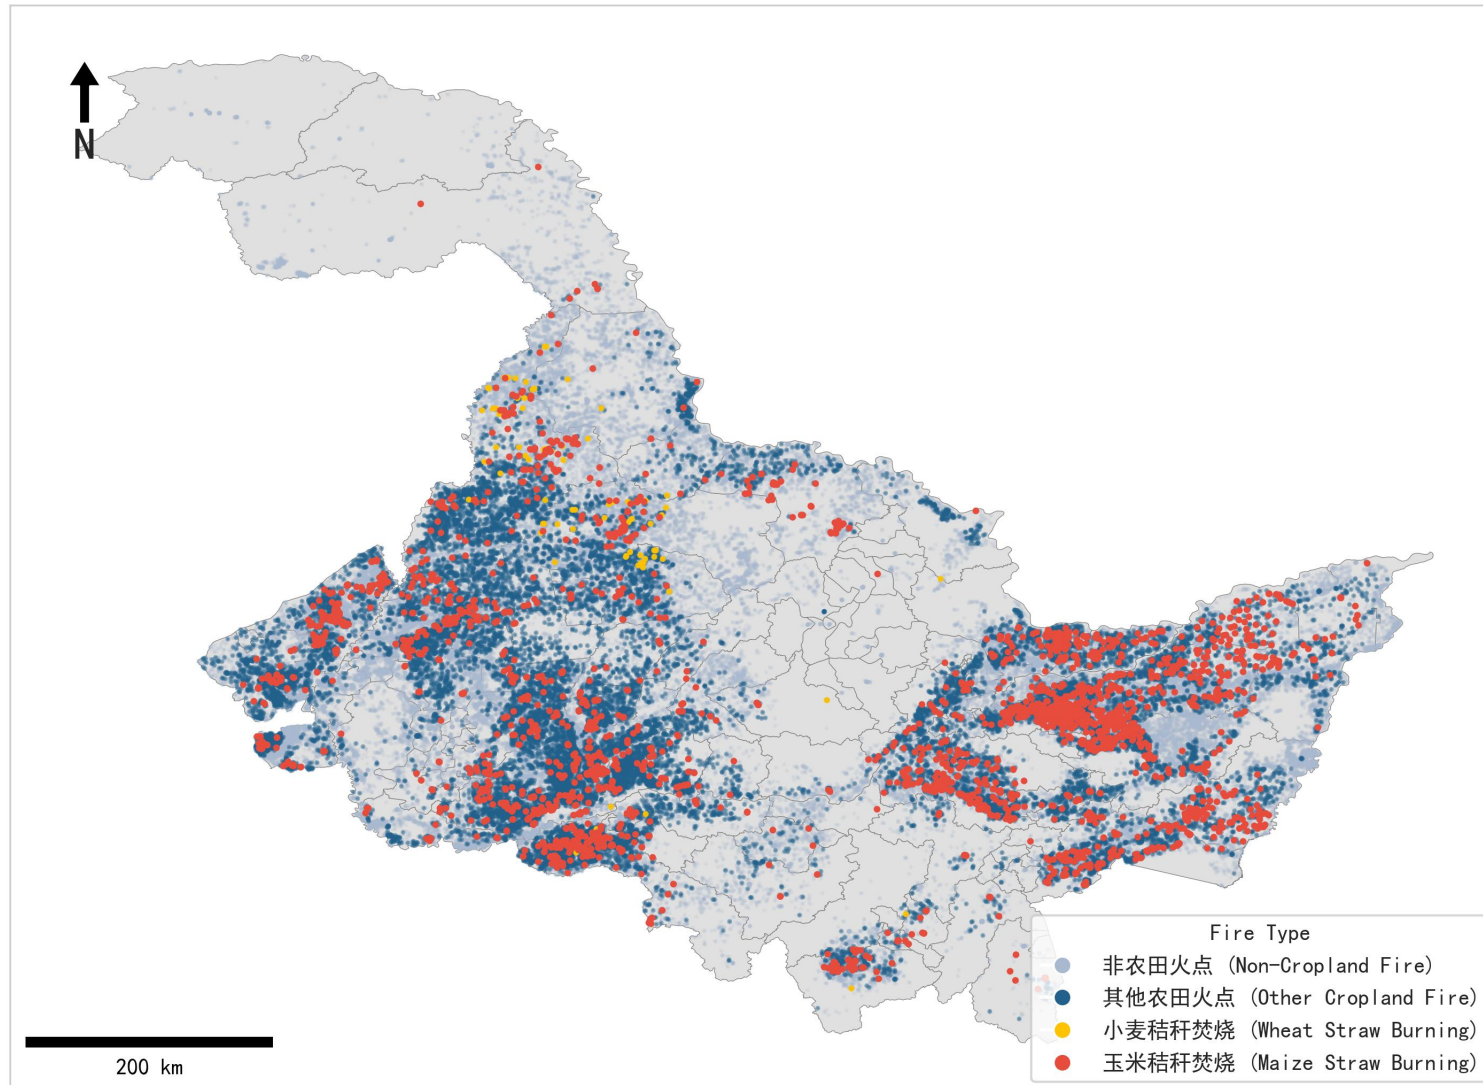 N
Fire Type
非农田火点 (Non-Cropland Fire)
其他农田火点 (Other Cropland Fire)
小麦秸秆焚烧 (Wheat Straw Burning)
玉米秸秆焚烧 (Maize Straw Burning)
200 km